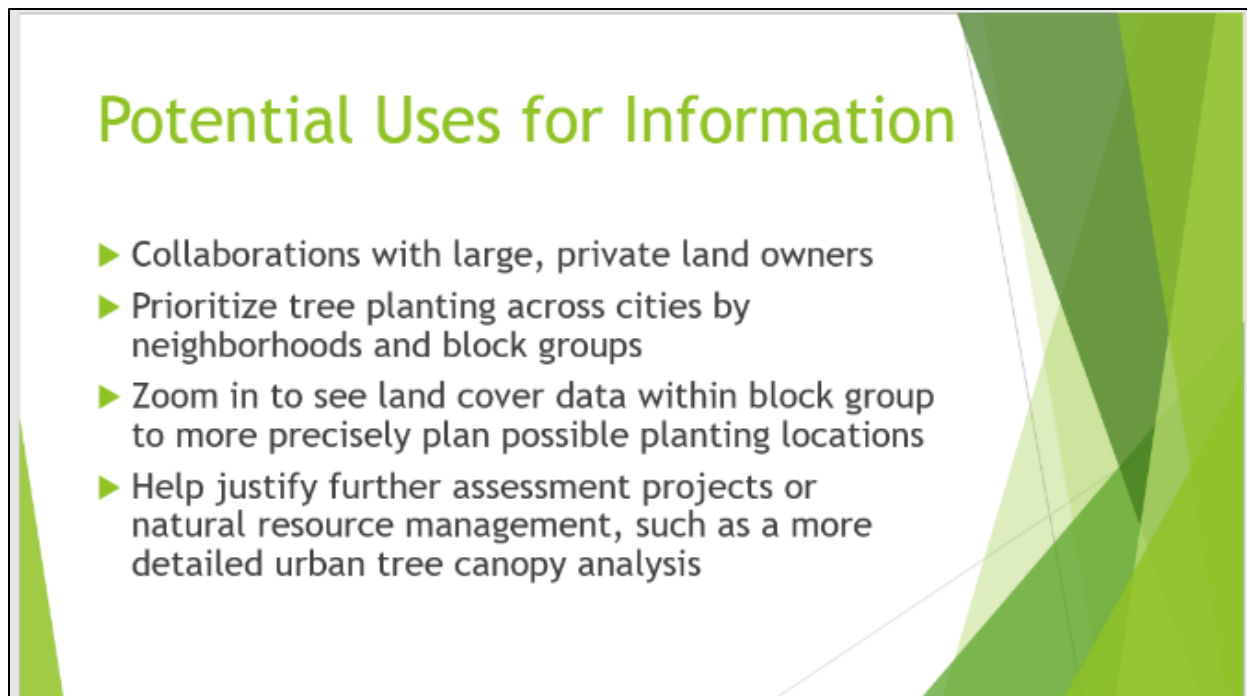 Potential Uses for Information
Collaborations with large, private land owners
Prioritize tree planting across cities by
neighborhoods and block groups
Zoom in to see land cover data within block group
to more precisely plan possible planting locations
Help justify further assessment projects or
natural resource management, such as a more
detailed urban tree canopy analysis